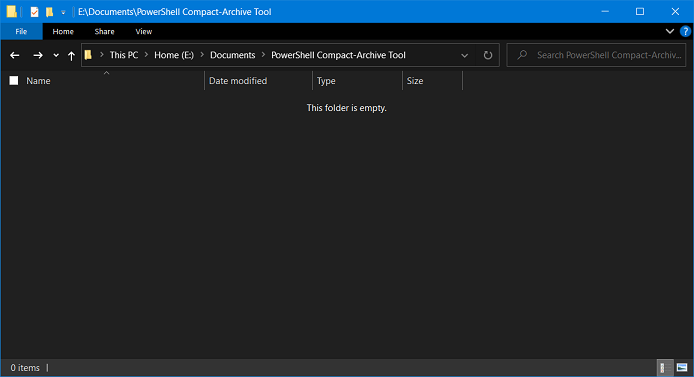 E:\Documents\PowerShell Compact-Archive Tool
File Home Share View
This PC Home (E:) Documents PowerShell Compact-Archive Tool Search PowerShell Compact-Archiv...
Name Date modified Type Size
This folder is empty.
0 items